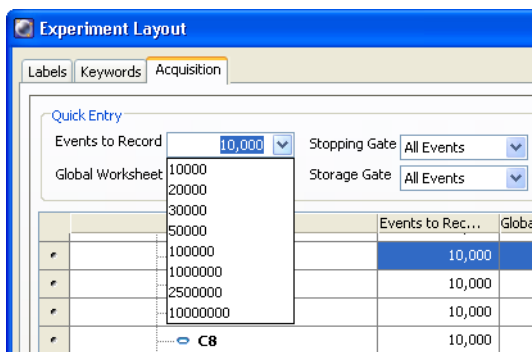 Experiment Layout
Labels Keywords Acquisition
Quick Entry
Events to Record 10,000 Stopping Gate All Events
Global Worksheet Storage Gate All Events
10000
20000
30000
50000
100000
1000000
2500000
10000000
Events to Rec... Globa
10,000
10,000
10,000
C8 10,000